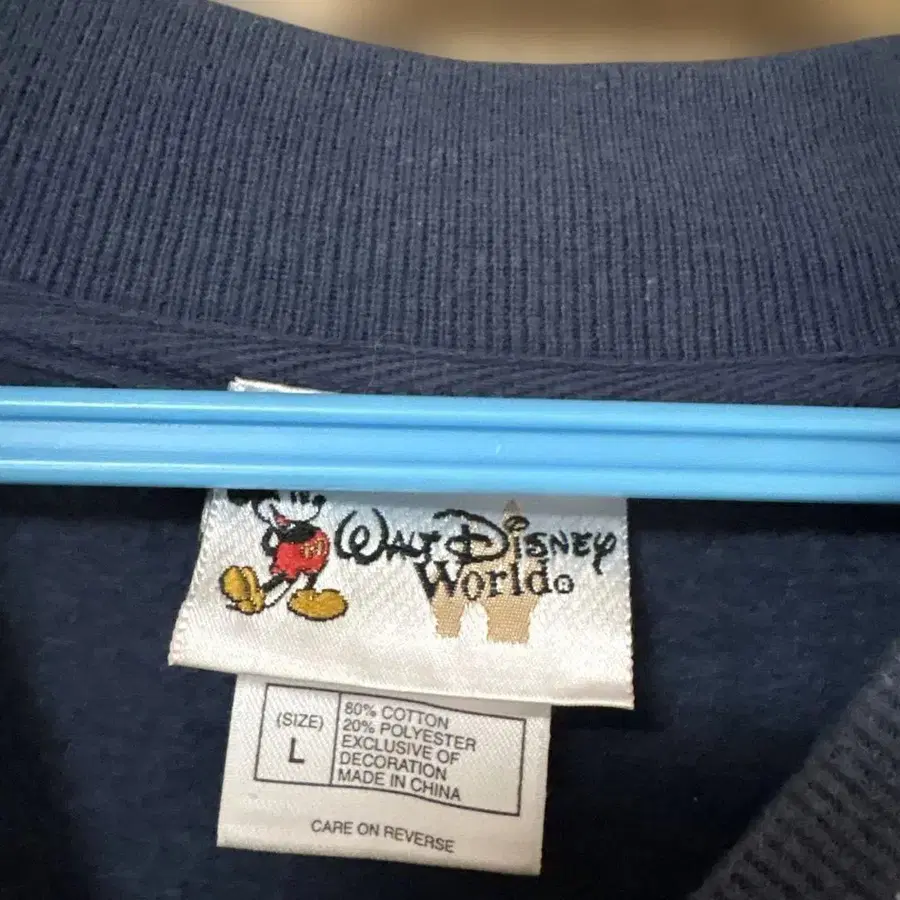 Walt Disney
World®
(SIZE)
L
80% COTTON
20% POLYESTER
EXCLUSIVE OF
DECORATION
MADE IN CHINA
CARE ON REVERSE